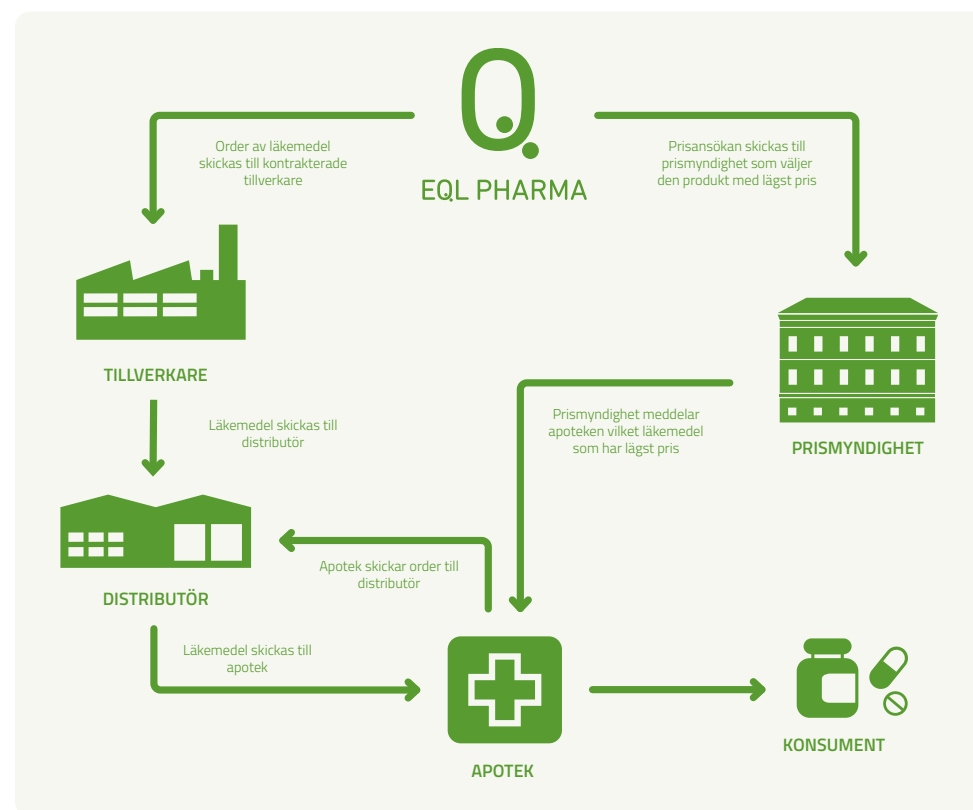 EQL PHARMA
Order av läkemedel
skickas till kontrakterade
tillverkare
Prisansökan skickas till
prismyndighet som väljer
den produkt med lägst pris
TILLVERKARE
PRISMYNDIGHET
Läkemedel skickas till
distributör
Prismyndighet meddelar
apoteken vilket läkemedel
som har lägst pris
Apotek skickar order till
distributör
DISTRIBUTÖR
Läkemedel skickas till
apotek
APOTEK
KONSUMENT